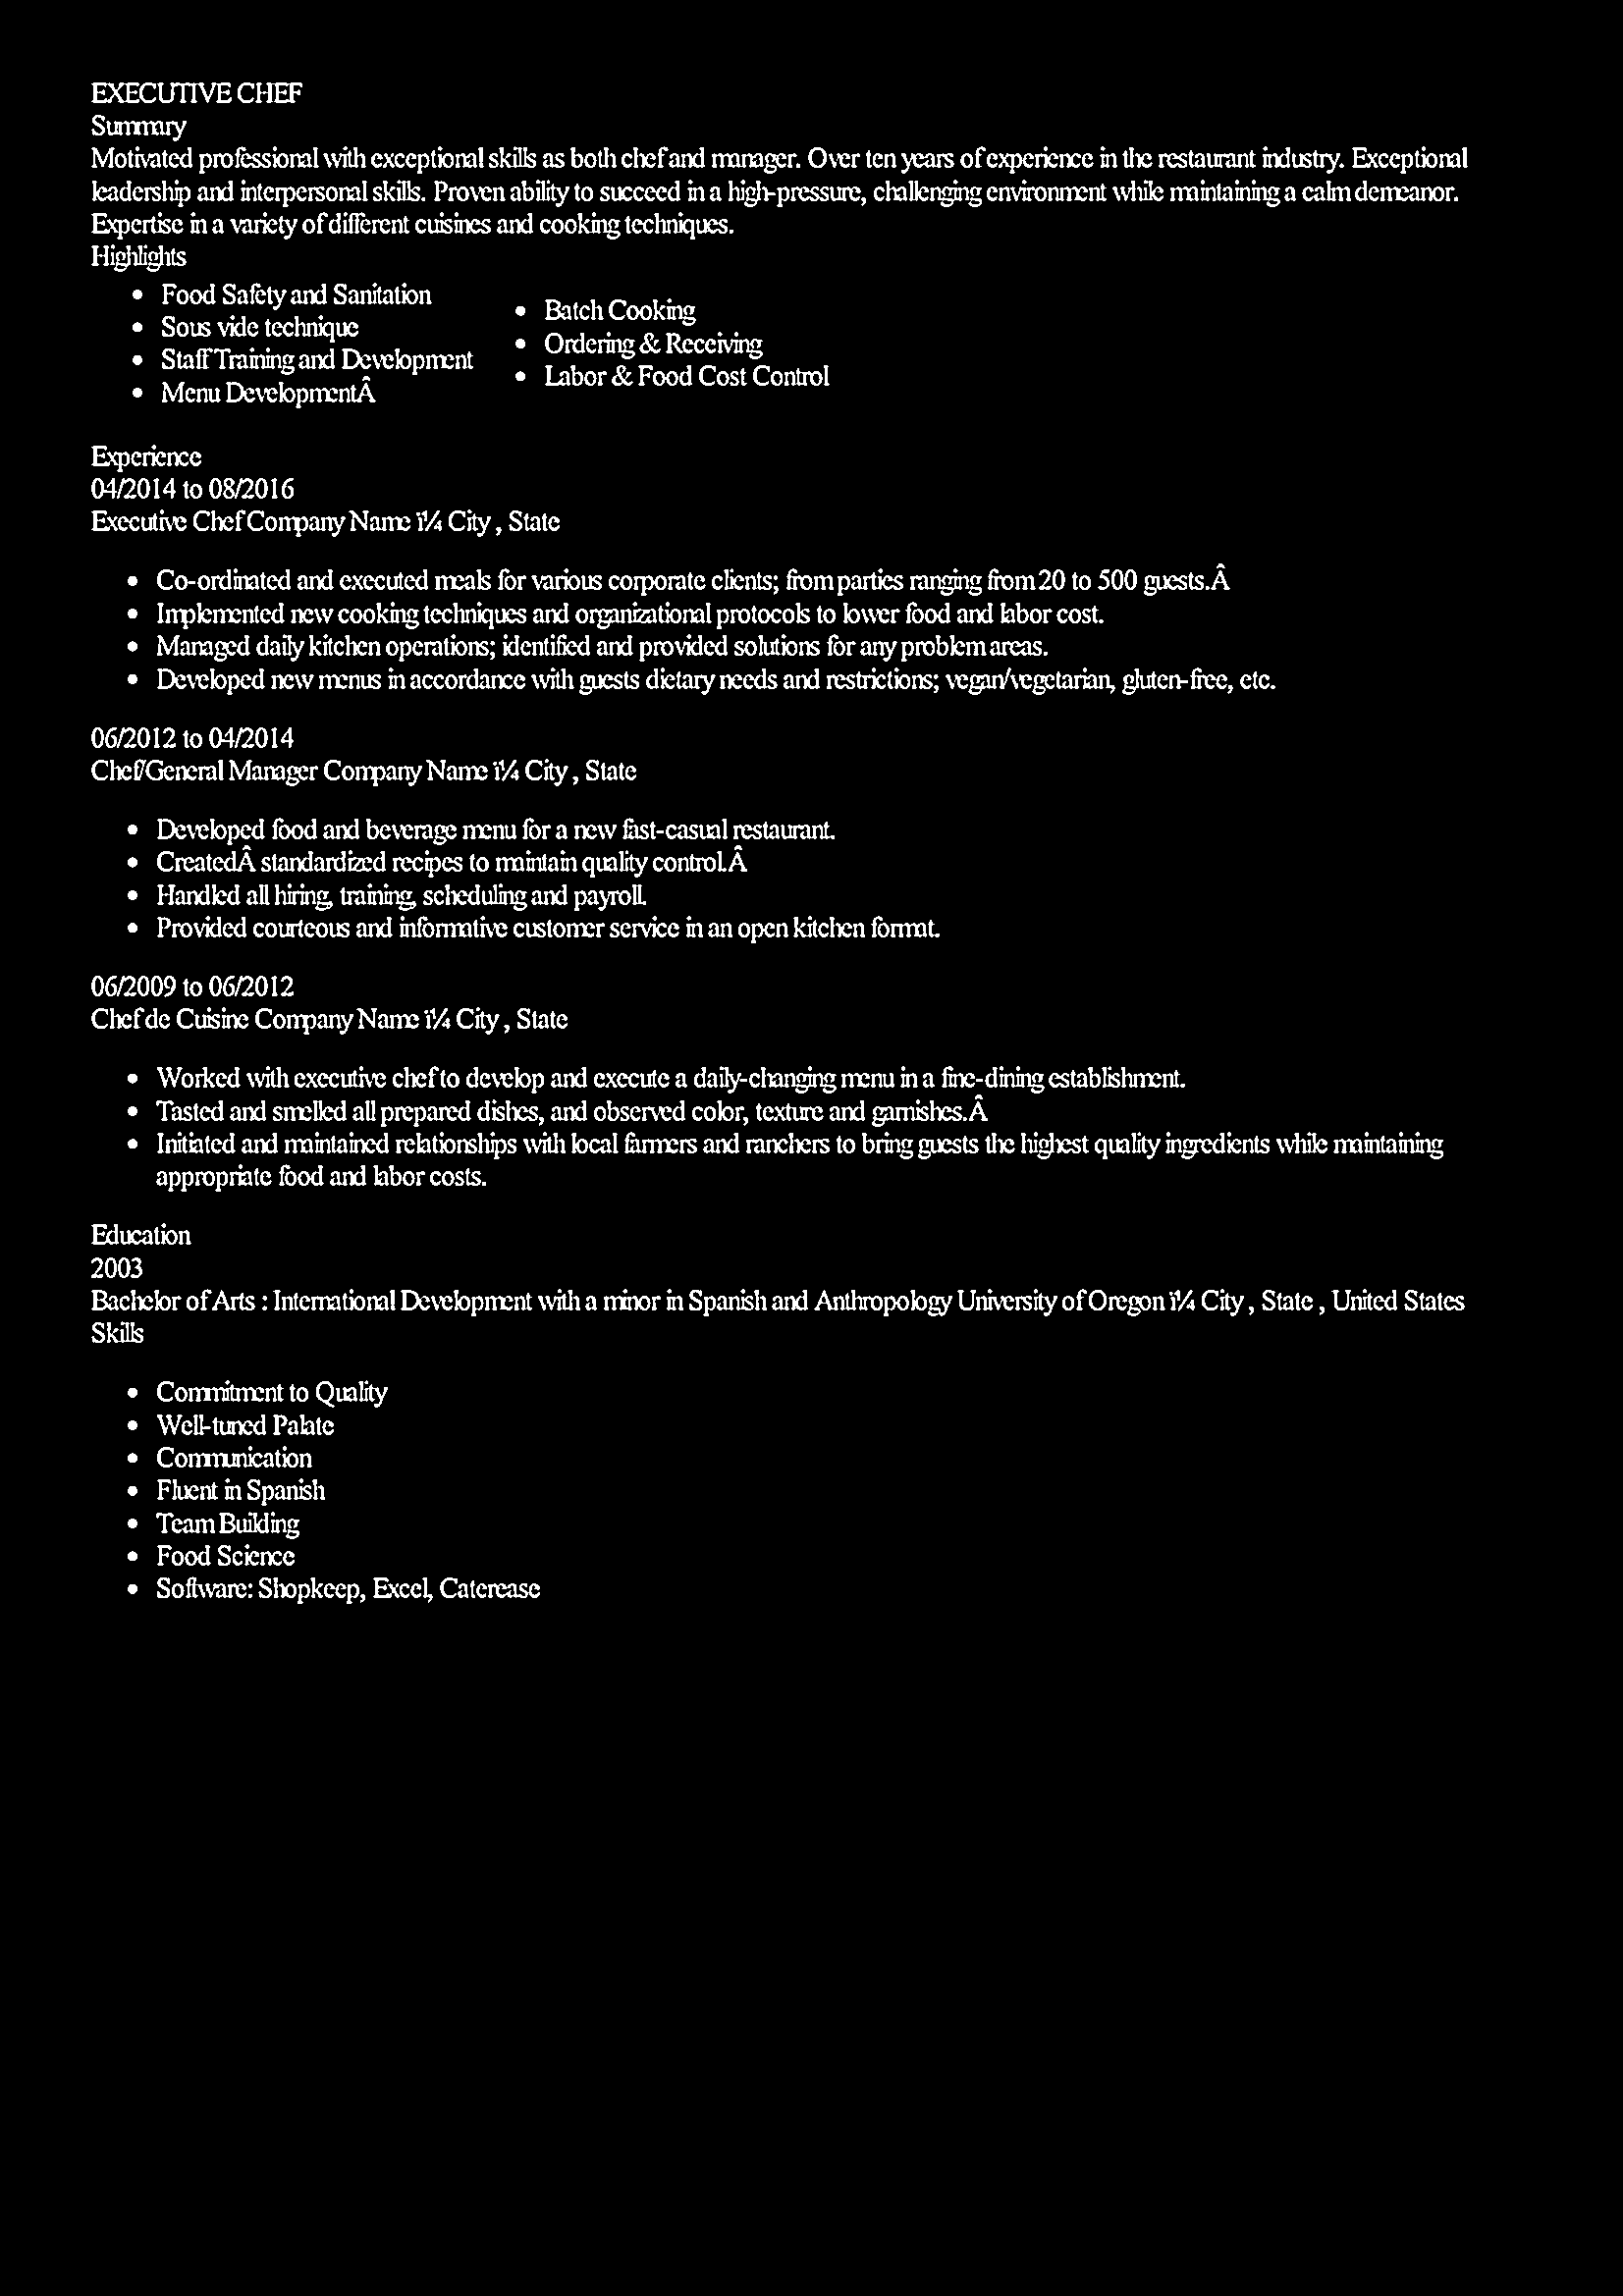 EXECUTIVE CHEF
Summary
Motivated professional with exceptional skills as both chef and manager. Over ten years of experience in the restaurant industry. Exceptional
leadership and interpersonal skills. Proven ability to succeed in a high-pressure, challenging environment while maintaining a calm demeanor.
Expertise in a variety of different cuisines and cooking techniques.
Highlights
• Food Safety and Sanitation
• Sous vide technique
• Staff Training and Development
• Menu DevelopmentÂ
• Batch Cooking
• Ordering & Receiving
• Labor & Food Cost Control
Experience
04/2014 to 08/2016
Executive Chef Company Name ï¼ City , State
• Co-ordinated and executed meals for various corporate clients; from parties ranging from 20 to 500 guests.Â
• Implemented new cooking techniques and organizational protocols to lower food and labor cost.
• Managed daily kitchen operations; identified and provided solutions for any problem areas.
• Developed new menus in accordance with guests dietary needs and restrictions; vegan/vegetarian, gluten-free, etc.
06/2012 to 04/2014
Chef/General Manager Company Name ï¼ City , State
• Developed food and beverage menu for a new fast-casual restaurant.
• CreatedÂ standardized recipes to maintain quality control.Â
• Handled all hiring, training, scheduling and payroll.
• Provided courteous and informative customer service in an open kitchen format.
06/2009 to 06/2012
Chef de Cuisine Company Name ï¼ City , State
• Worked with executive chef to develop and execute a daily-changing menu in a fine-dining establishment.
• Tasted and smelled all prepared dishes, and observed color, texture and garnishes.Â
• Initiated and maintained relationships with local farmers and ranchers to bring guests the highest quality ingredients while maintaining
appropriate food and labor costs.
Education
2003
Bachelor of Arts : International Development with a minor in Spanish and Anthropology University of Oregon ï¼ City , State , United States
Skills
• Commitment to Quality
• Well-tuned Palate
• Communication
• Fluent in Spanish
• Team Building
• Food Science
• Software: Shopkeep, Excel, Caterease